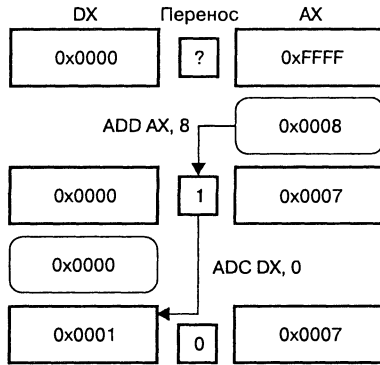 DX Перенос AX
0x0000 ? 0xFFFF
ADD AX, 8 0x0008
0x0000 1 0x0007
0x0000
ADC DX, 0
0x0001 0 0x0007